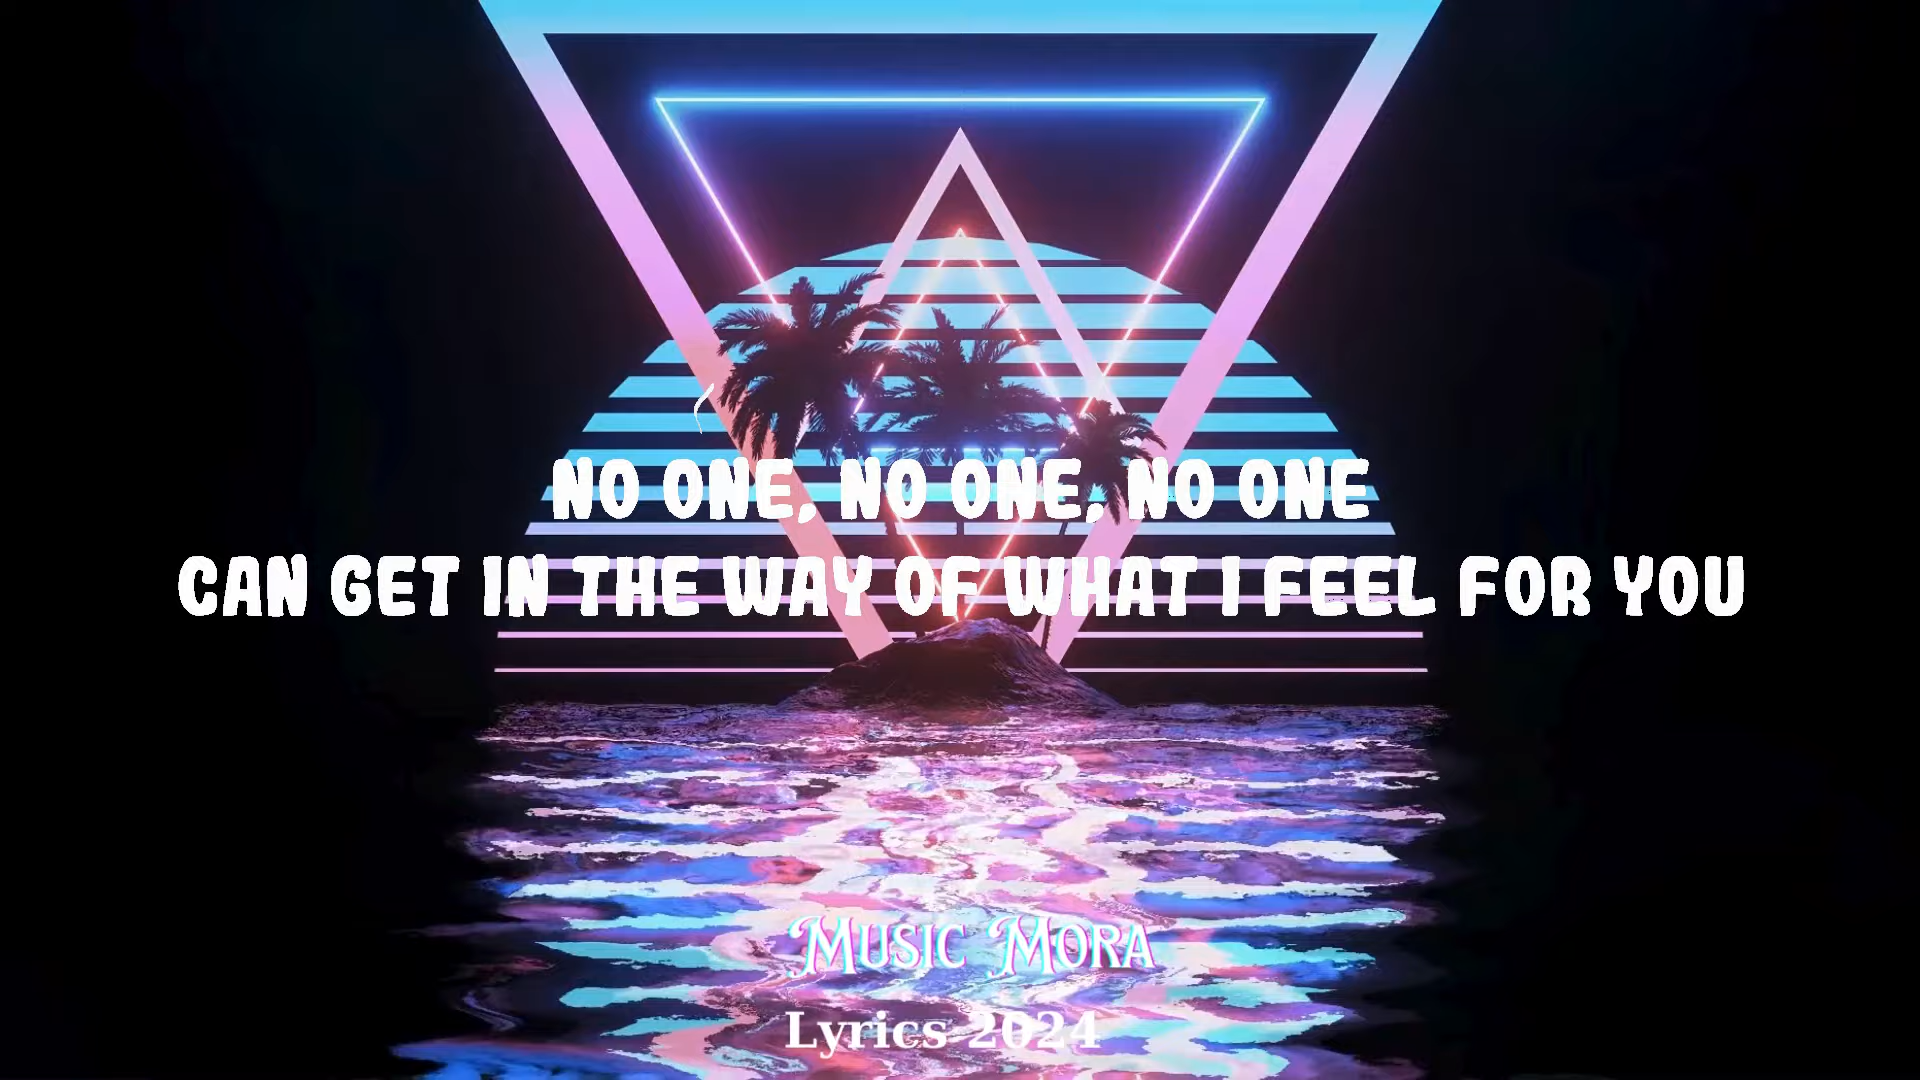 NO ONE, NO ONE, NO ONE
CAN GET IN THE WAY OF WHAT I FEEL FOR YOU
MUSIC MORA
Lyrics 2024